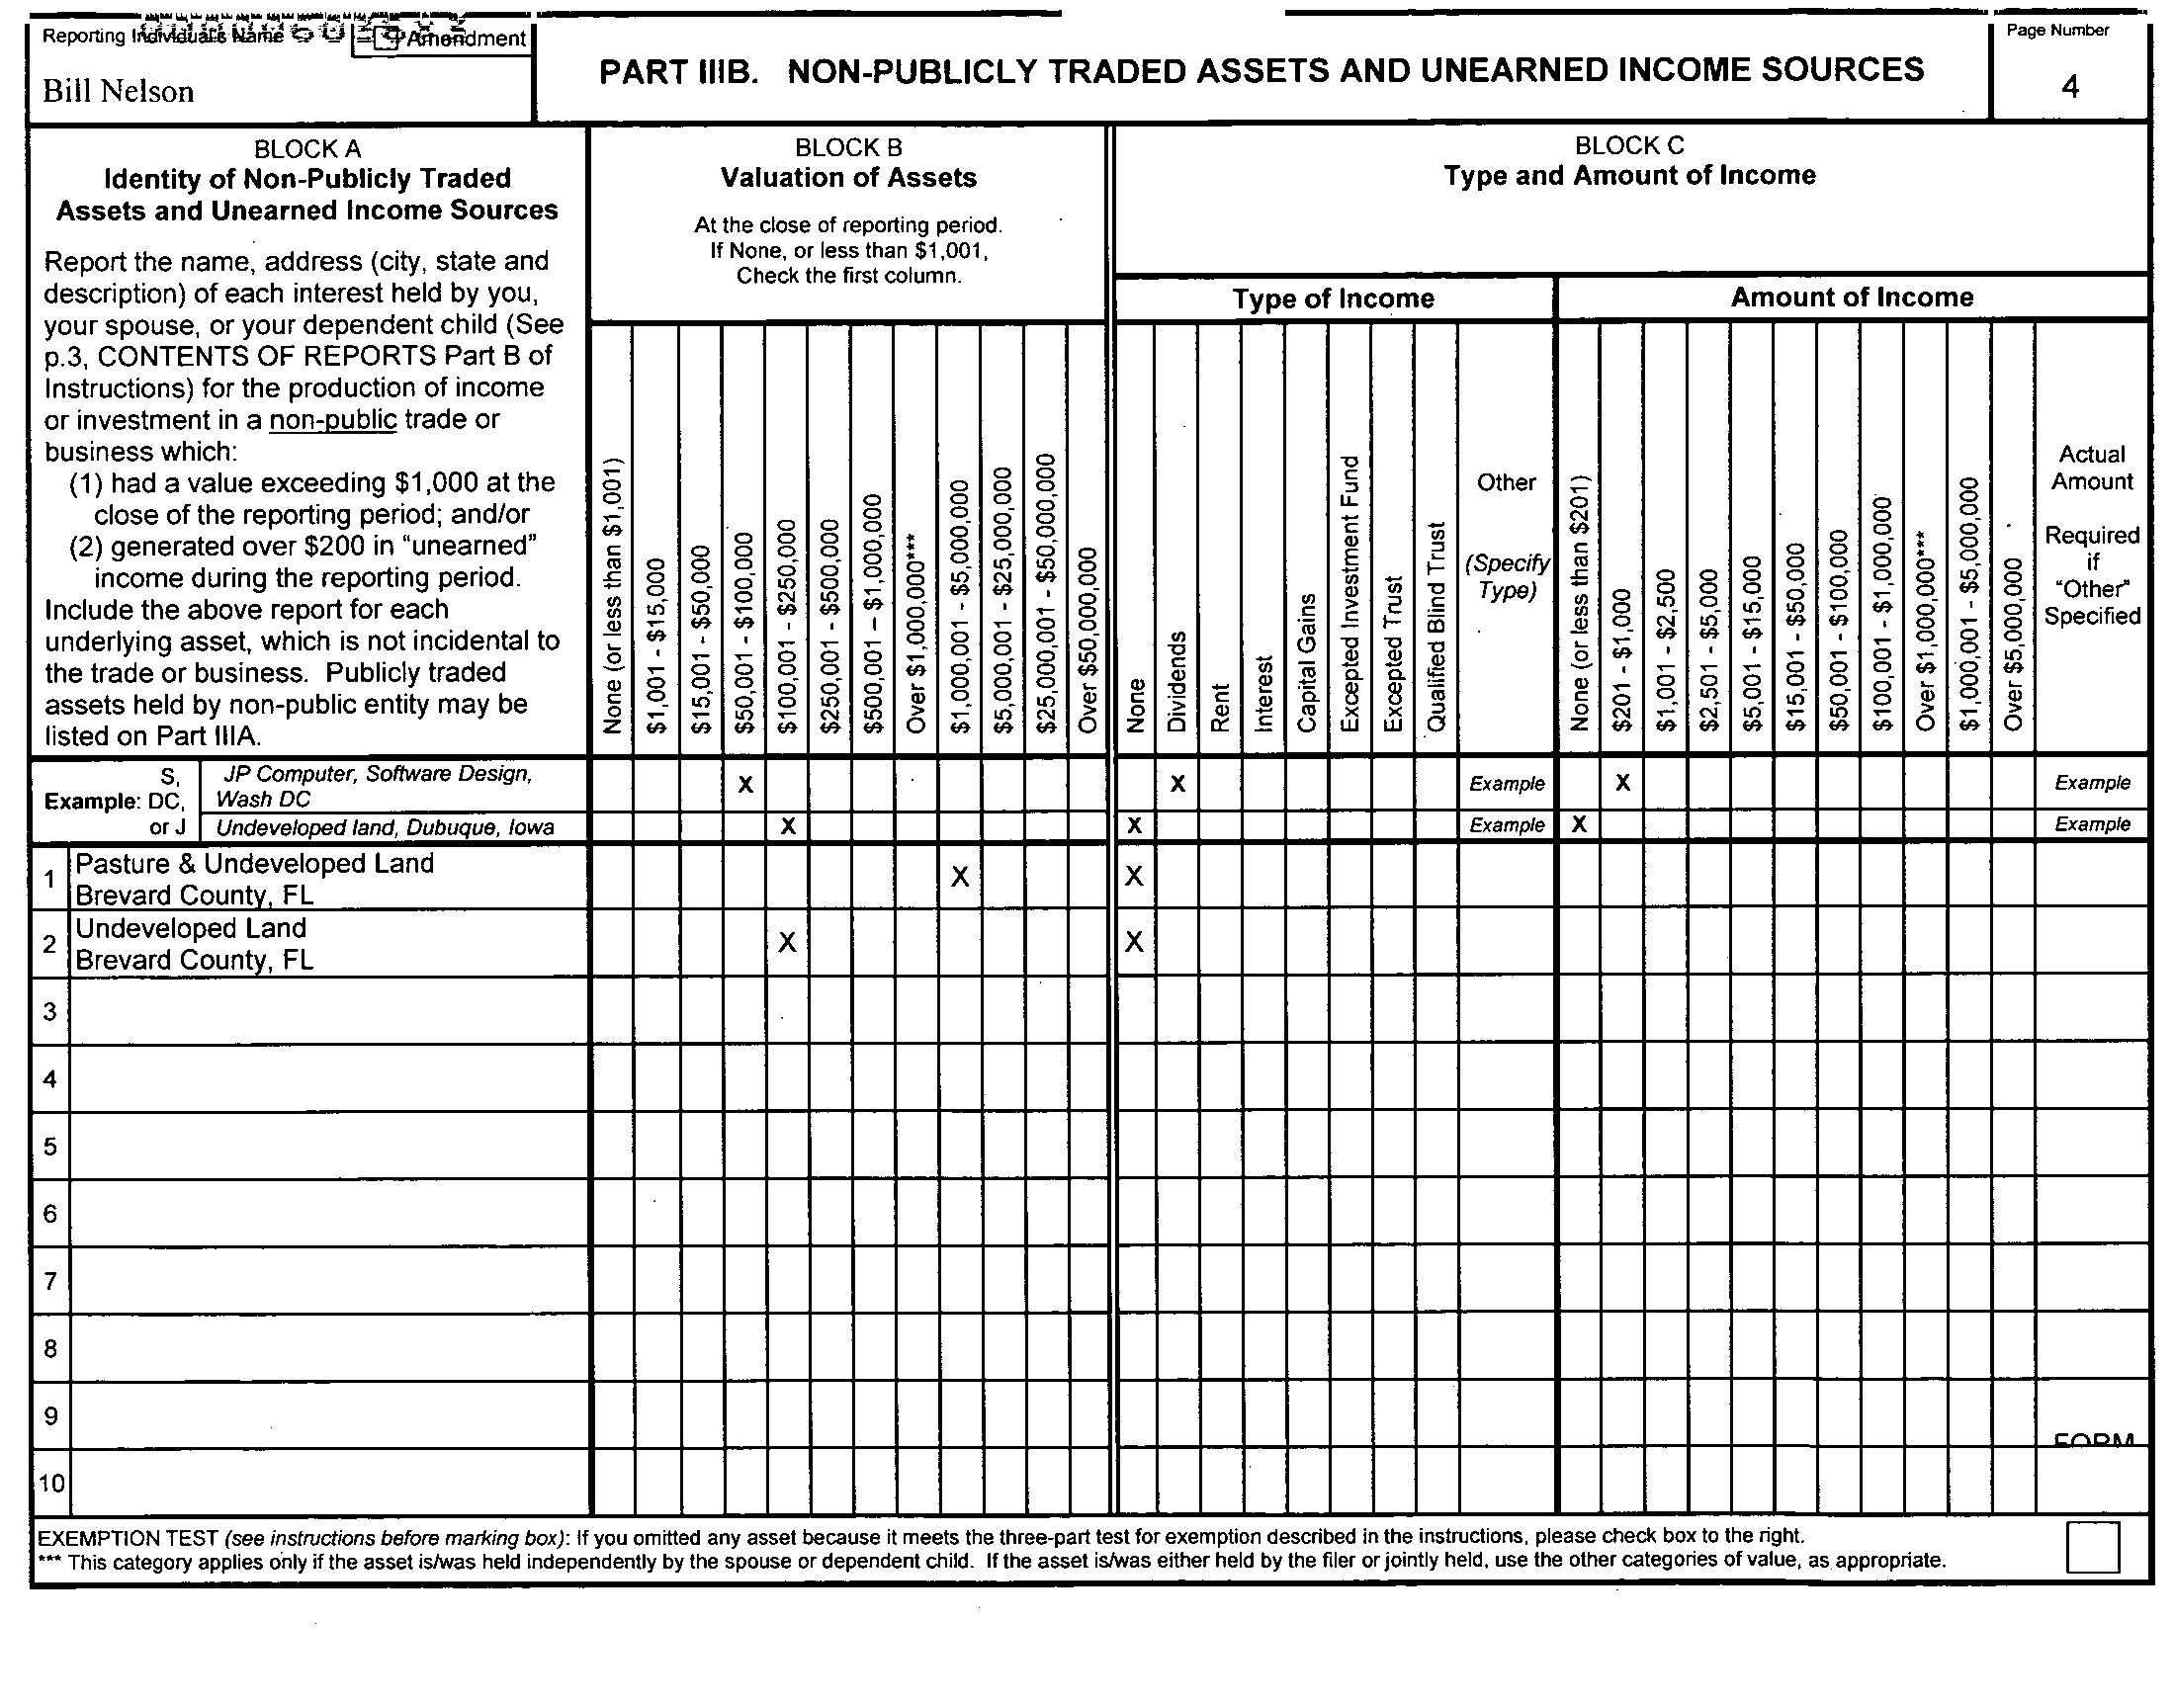 Reporting Individual's Name
Amendment
Bill Nelson
PART IIIB. NON-PUBLICLY TRADED ASSETS AND UNEARNED INCOME SOURCES
Page Number
4
BLOCK A
Identity of Non-Publicly Traded
Assets and Unearned Income Sources
Report the name, address (city, state and
description) of each interest held by you,
your spouse, or your dependent child (See
p.3, CONTENTS OF REPORTS Part B of
Instructions) for the production of income
or investment in a non-public trade or
business which:
(1) had a value exceeding $1,000 at the
close of the reporting period; and/or
(2) generated over $200 in “unearned”
income during the reporting period.
Include the above report for each
underlying asset, which is not incidental to
the trade or business. Publicly traded
assets held by non-public entity may be
listed on Part IIIA.
BLOCK B
Valuation of Assets
At the close of reporting period.
If None, or less than $1,001,
Check the first column.
None (or less than $1,001)
$1,001 - $15,000
$15,001 - $50,000
$50,001 - $100,000
$100,001 - $250,000
$250,001 - $500,000
$500,001 – $1,000,000
Over $1,000,000***
$1,000,001 - $5,000,000
$5,000,001 - $25,000,000
$25,000,001 - $50,000,000
Over $50,000,000
BLOCK C
Type and Amount of Income
Type of Income
None
Dividends
Rent
Interest
Capital Gains
Excepted Investment Fund
Excepted Trust
Qualified Blind Trust
Other
(Specify
Type)
Amount of Income
None (or less than $201)
$201 - $1,000
$1,001 - $2,500
$2,501 - $5,000
$5,001 - $15,000
$15,001 - $50,000
$50,001 - $100,000
$100,001 - $1,000,000
Over $1,000,000***
$1,000,001 - $5,000,000
Over $5,000,000
Actual
Amount
Required
if
“Other”
Specified
Example:
S,
DC,
or J
JP Computer, Software Design,
Wash DC
X X Example X Example
Undeveloped land, Dubuque, Iowa X X Example X Example
1 Pasture & Undeveloped Land
Brevard County, FL
X X
2 Undeveloped Land
Brevard County, FL
X X
3
4
5
6
7
8
9
FORM
10
EXEMPTION TEST (see instructions before marking box): If you omitted any asset because it meets the three-part test for exemption described in the instructions, please check box to the right.
*** This category applies only if the asset is/was held independently by the spouse or dependent child. If the asset is/was either held by the filer or jointly held, use the other categories of value, as appropriate.